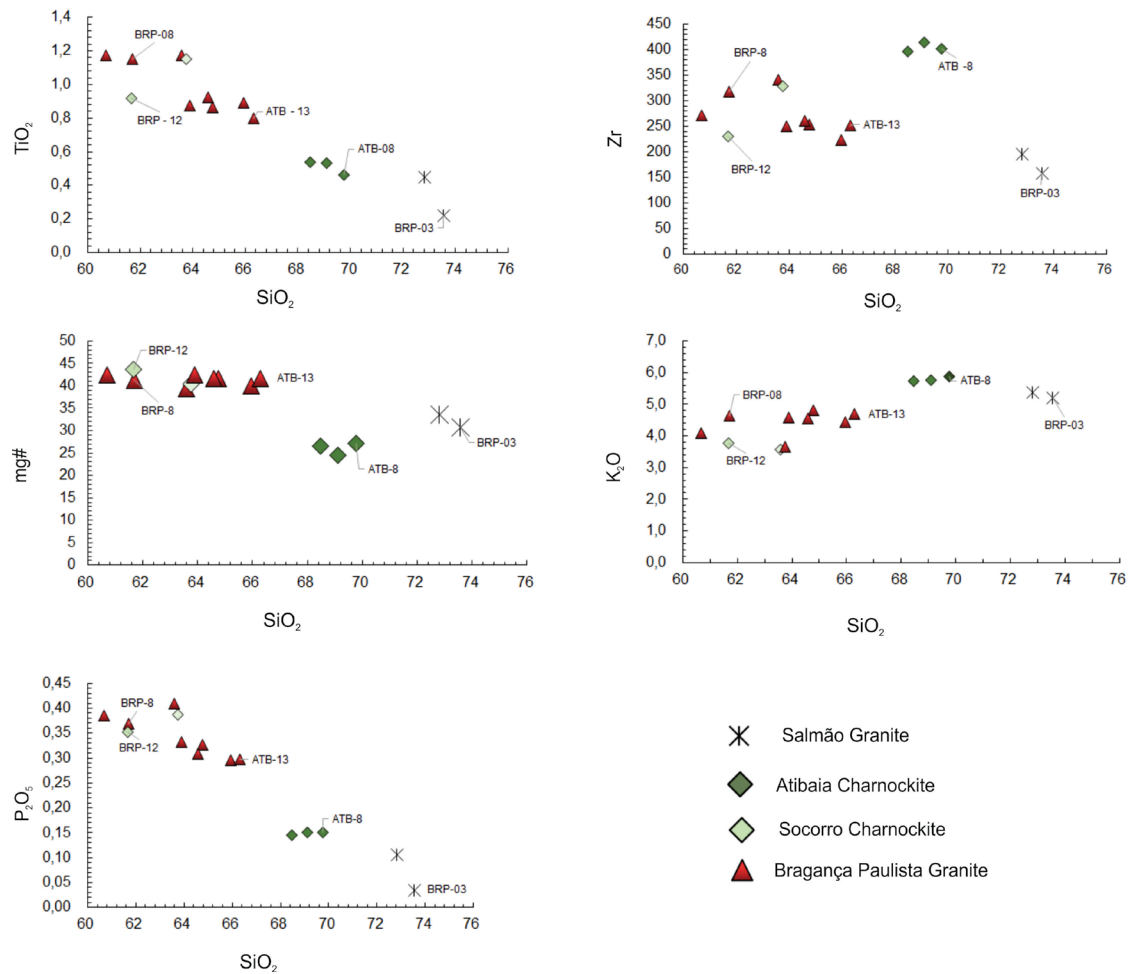 1,4
1,2
1,0
0,8
0,6
0,4
0,2
0,0
TiO2
BRP-08
BRP - 12
ATB - 13
ATB-08
BRP-03
60 62 64 66 68 70 72 74 76
SiO2
450
400
350
300
250
200
150
100
50
0
Zr
BRP-8
BRP-12
ATB-13
ATB -8
BRP-03
60 62 64 66 68 70 72 74 76
SiO2
50
45
40
35
30
25
20
15
10
5
0
mg#
BRP-12
BRP-8
ATB-13
ATB-8
BRP-03
60 62 64 66 68 70 72 74 76
SiO2
7,0
6,0
5,0
4,0
3,0
2,0
1,0
0,0
K2O
BRP-08
BRP-12
ATB-13
ATB-8
BRP-03
60 62 64 66 68 70 72 74 76
SiO2
0,45
0,40
0,35
0,30
0,25
0,20
0,15
0,10
0,05
0,00
P2O5
BRP-8
BRP-12
ATB-13
ATB-8
BRP-03
60 62 64 66 68 70 72 74 76
SiO2
Salmão Granite
Atibaia Charnockite
Socorro Charnockite
Bragança Paulista Granite